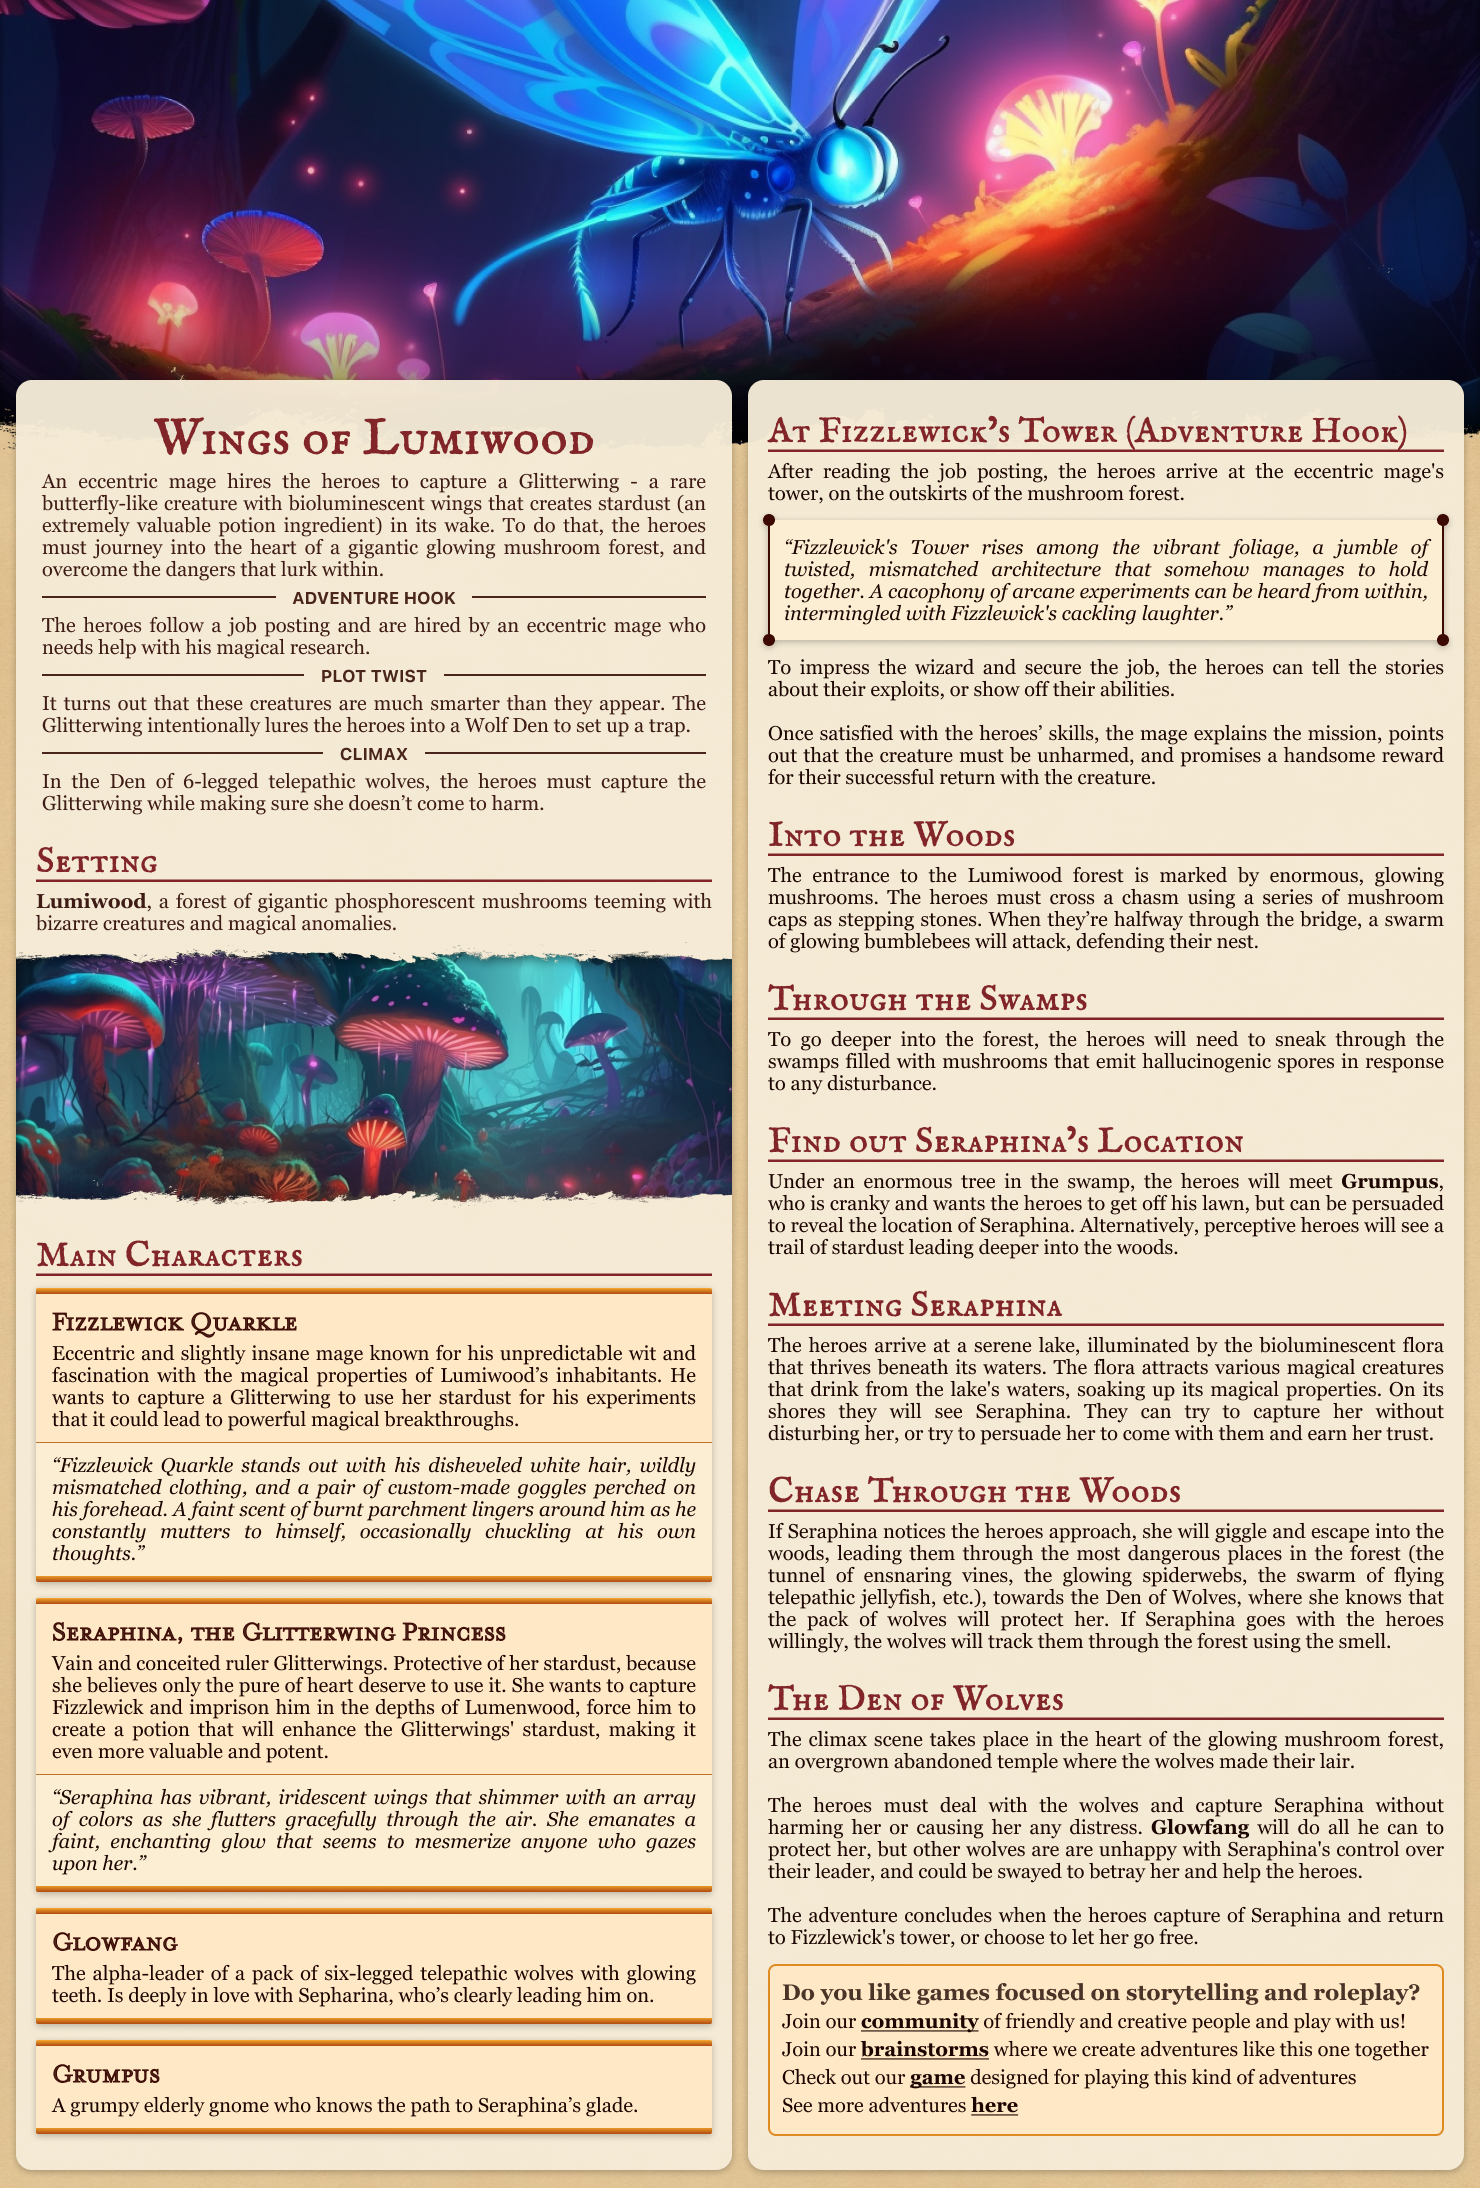 Wings of Lumiwood
An eccentric mage hires the heroes to capture a Glitterwing - a rare
butterfly-like creature with bioluminescent wings that creates stardust (an
extremely valuable potion ingredient) in its wake. To do that, the heroes
must journey into the heart of a gigantic glowing mushroom forest, and
overcome the dangers that lurk within.
ADVENTURE HOOK
The heroes follow a job posting and are hired by an eccentric mage who
needs help with his magical research.
PLOT TWIST
It turns out that these creatures are much smarter than they appear. The
Glitterwing intentionally lures the heroes into a Wolf Den to set up a trap.
CLIMAX
In the Den of 6-legged telepathic wolves, the heroes must capture the
Glitterwing while making sure she doesn’t come to harm.
Setting
Lumiwood, a forest of gigantic phosphorescent mushrooms teeming with
bizarre creatures and magical anomalies.
Main Characters
Fizzlewick Quarkle
Eccentric and slightly insane mage known for his unpredictable wit and
fascination with the magical properties of Lumiwood’s inhabitants. He
wants to capture a Glitterwing to use her stardust for his experiments
that it could lead to powerful magical breakthroughs.
“Fizzlewick Quarkle stands out with his disheveled white hair, wildly
mismatched clothing, and a pair of custom-made goggles perched on
his forehead. A faint scent of burnt parchment lingers around him as he
constantly mutters to himself, occasionally chuckling at his own
thoughts.”
Seraphina, the Glitterwing Princess
Vain and conceited ruler Glitterwings. Protective of her stardust, because
she believes only the pure of heart deserve to use it. She wants to capture
Fizzlewick and imprison him in the depths of Lumenwood, force him to
create a potion that will enhance the Glitterwings' stardust, making it
even more valuable and potent.
“Seraphina has vibrant, iridescent wings that shimmer with an array
of colors as she flutters gracefully through the air. She emanates a
faint, enchanting glow that seems to mesmerize anyone who gazes
upon her.”
Glowfang
The alpha-leader of a pack of six-legged telepathic wolves with glowing
teeth. Is deeply in love with Sepharina, who’s clearly leading him on.
Grumpus
A grumpy elderly gnome who knows the path to Seraphina’s glade.
At Fizzlewick’s Tower (Adventure Hook)
After reading the job posting, the heroes arrive at the eccentric mage's
tower, on the outskirts of the mushroom forest.
“Fizzlewick's Tower rises among the vibrant foliage, a jumble of
twisted, mismatched architecture that somehow manages to hold
together. A cacophony of arcane experiments can be heard from within,
intermingled with Fizzlewick's cackling laughter.”
To impress the wizard and secure the job, the heroes can tell the stories
about their exploits, or show off their abilities.
Once satisfied with the heroes’ skills, the mage explains the mission, points
out that the creature must be unharmed, and promises a handsome reward
for their successful return with the creature.
Into the Woods
The entrance to the Lumiwood forest is marked by enormous, glowing
mushrooms. The heroes must cross a chasm using a series of mushroom
caps as stepping stones. When they’re halfway through the bridge, a swarm
of glowing bumblebees will attack, defending their nest.
Through the Swamps
To go deeper into the forest, the heroes will need to sneak through the
swamps filled with mushrooms that emit hallucinogenic spores in response
to any disturbance.
Find out Seraphina’s Location
Under an enormous tree in the swamp, the heroes will meet Grumpus,
who is cranky and wants the heroes to get off his lawn, but can be persuaded
to reveal the location of Seraphina. Alternatively, perceptive heroes will see a
trail of stardust leading deeper into the woods.
Meeting Seraphina
The heroes arrive at a serene lake, illuminated by the bioluminescent flora
that thrives beneath its waters. The flora attracts various magical creatures
that drink from the lake's waters, soaking up its magical properties. On its
shores they will see Seraphina. They can try to capture her without
disturbing her, or try to persuade her to come with them and earn her trust.
Chase Through the Woods
If Seraphina notices the heroes approach, she will giggle and escape into the
woods, leading them through the most dangerous places in the forest (the
tunnel of ensnaring vines, the glowing spiderwebs, the swarm of flying
telepathic jellyfish, etc.), towards the Den of Wolves, where she knows that
the pack of wolves will protect her. If Seraphina goes with the heroes
willingly, the wolves will track them through the forest using the smell.
The Den of Wolves
The climax scene takes place in the heart of the glowing mushroom forest,
an overgrown abandoned temple where the wolves made their lair.
The heroes must deal with the wolves and capture Seraphina without
harming her or causing her any distress. Glowfang will do all he can to
protect her, but other wolves are are unhappy with Seraphina's control over
their leader, and could be swayed to betray her and help the heroes.
The adventure concludes when the heroes capture of Seraphina and return
to Fizzlewick's tower, or choose to let her go free.
Do you like games focused on storytelling and roleplay?
Join our community of friendly and creative people and play with us!
Join our brainstorms where we create adventures like this one together
Check out our game designed for playing this kind of adventures
See more adventures here